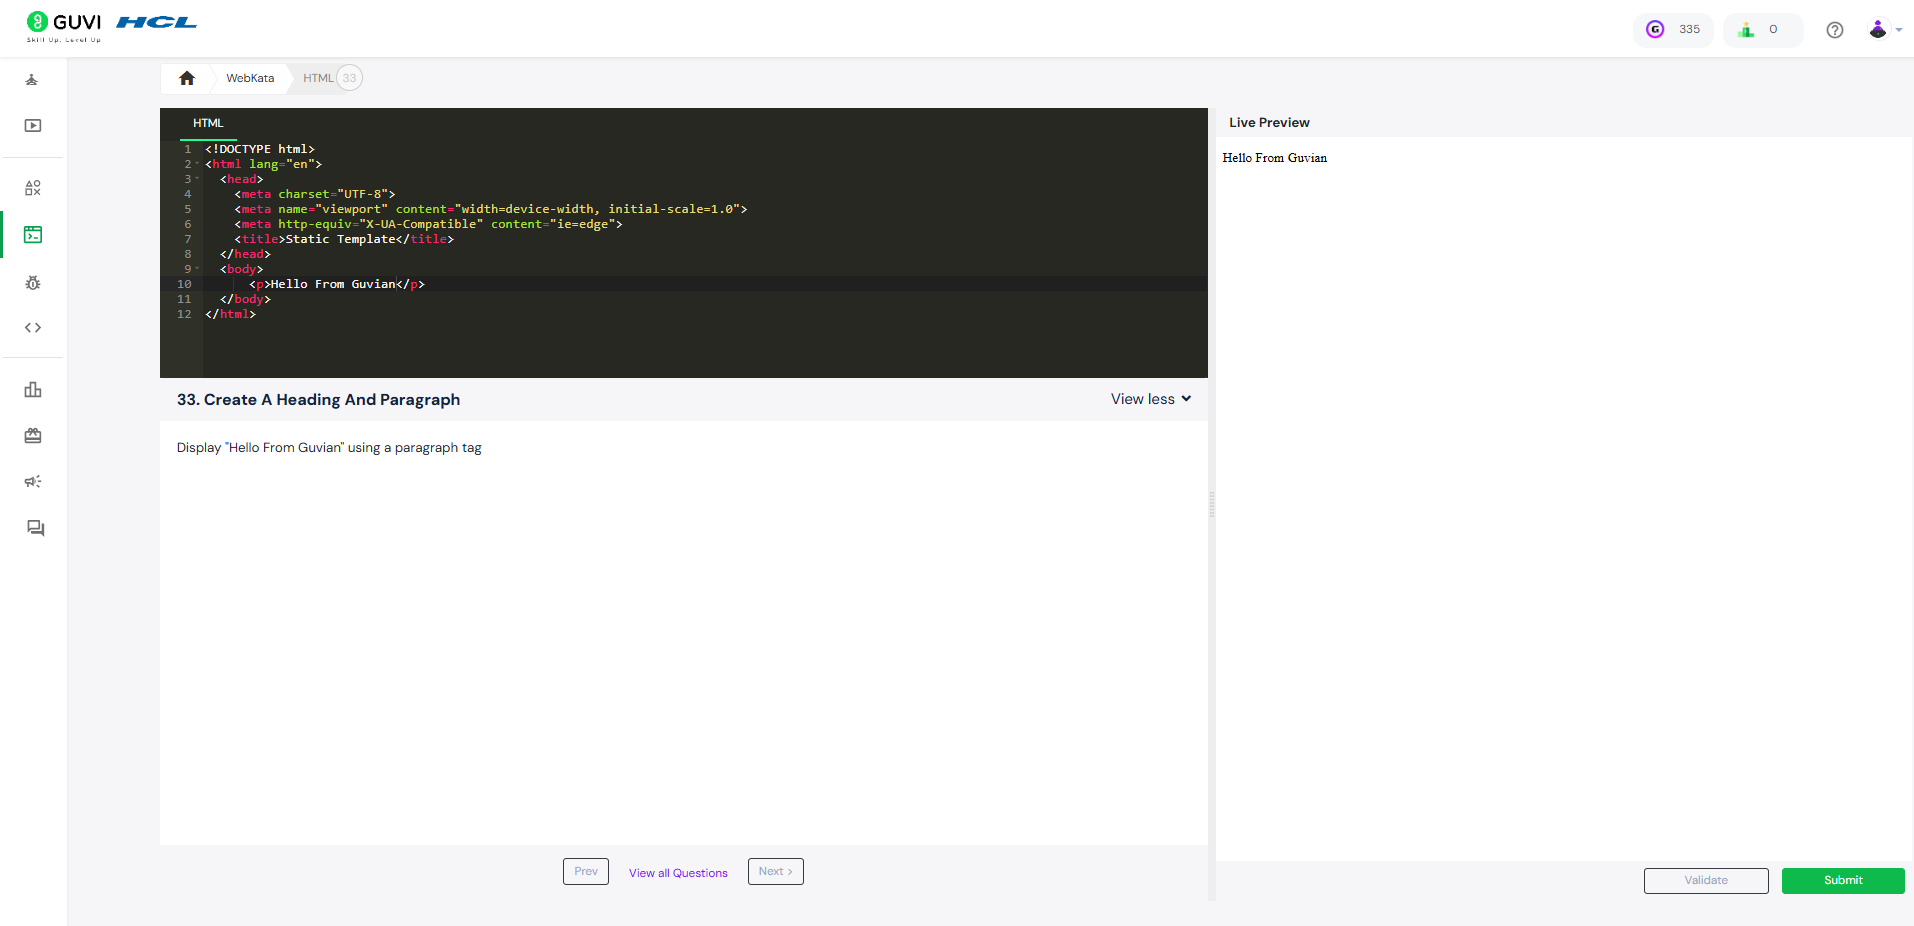 GUVI HCL
Skill Up. Level Up
335
0
WebKata
HTML 33
HTML
1 <!DOCTYPE html>
2 <html lang="en">
3 <head>
4 <meta charset="UTF-8">
5 <meta name="viewport" content="width=device-width, initial-scale=1.0">
6 <meta http-equiv="X-UA-Compatible" content="ie=edge">
7 <title>Static Template</title>
8 </head>
9 <body>
10 <p>Hello From Guvian</p>
11 </body>
12 </html>
Live Preview
Hello From Guvian
33. Create A Heading And Paragraph
View less
Display "Hello From Guvian" using a paragraph tag
Prev
View all Questions
Next >
Validate
Submit